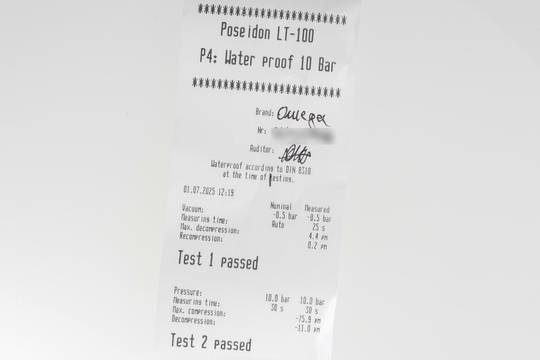 ********************
Poseidon LT-100
P4: Water proof 10 Bar
********************
Brand: Omega
Nr:
Auditor:
Waterproof according to DIN 8310
at the time of testing.
01.07.2025 12:19
Nominal Measured
Vacuum: -0.5 bar -0.5 bar
Measuring time: Auto 25 s
Max. decompression: 4.4 µm
Recompression: 0.2 µm
Test 1 passed
Pressure: 10.0 bar 10.0 bar
Measuring time: 30 s 30 s
Max. compression: -75.9 µm
Decompression: -11.0 µm
Test 2 passed